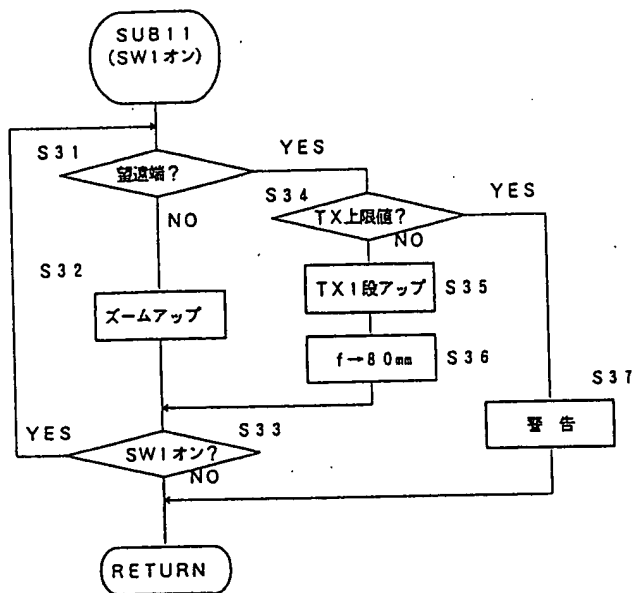 SUB11
(SW1オン)
S31
望遠端?
YES
NO
S34
TX上限値?
YES
NO
S32
ズームアップ
TX1段アップ
S35
f→80mm
S36
S37
警告
S33
SW1オン?
YES
NO
RETURN